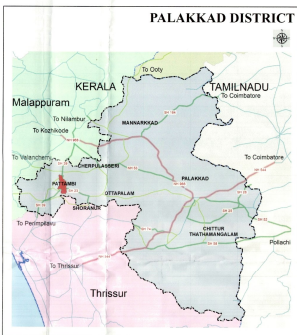 PALAKKAD DISTRICT
To Ooty
KERALA
TAMILNADU
To Coimbatore
Malappuram
To Nilambur
MANNARKKAD
To Kozhikode
To Valanchery
CHERPULASSERI
To Coimbatore
PATTAMBI
PALAKKAD
OTTAPALAM
SHORANUR
To Perimpilavu
CHITTUR
THATHAMANGALAM
Pollachi
To Thrissur
Thrissur